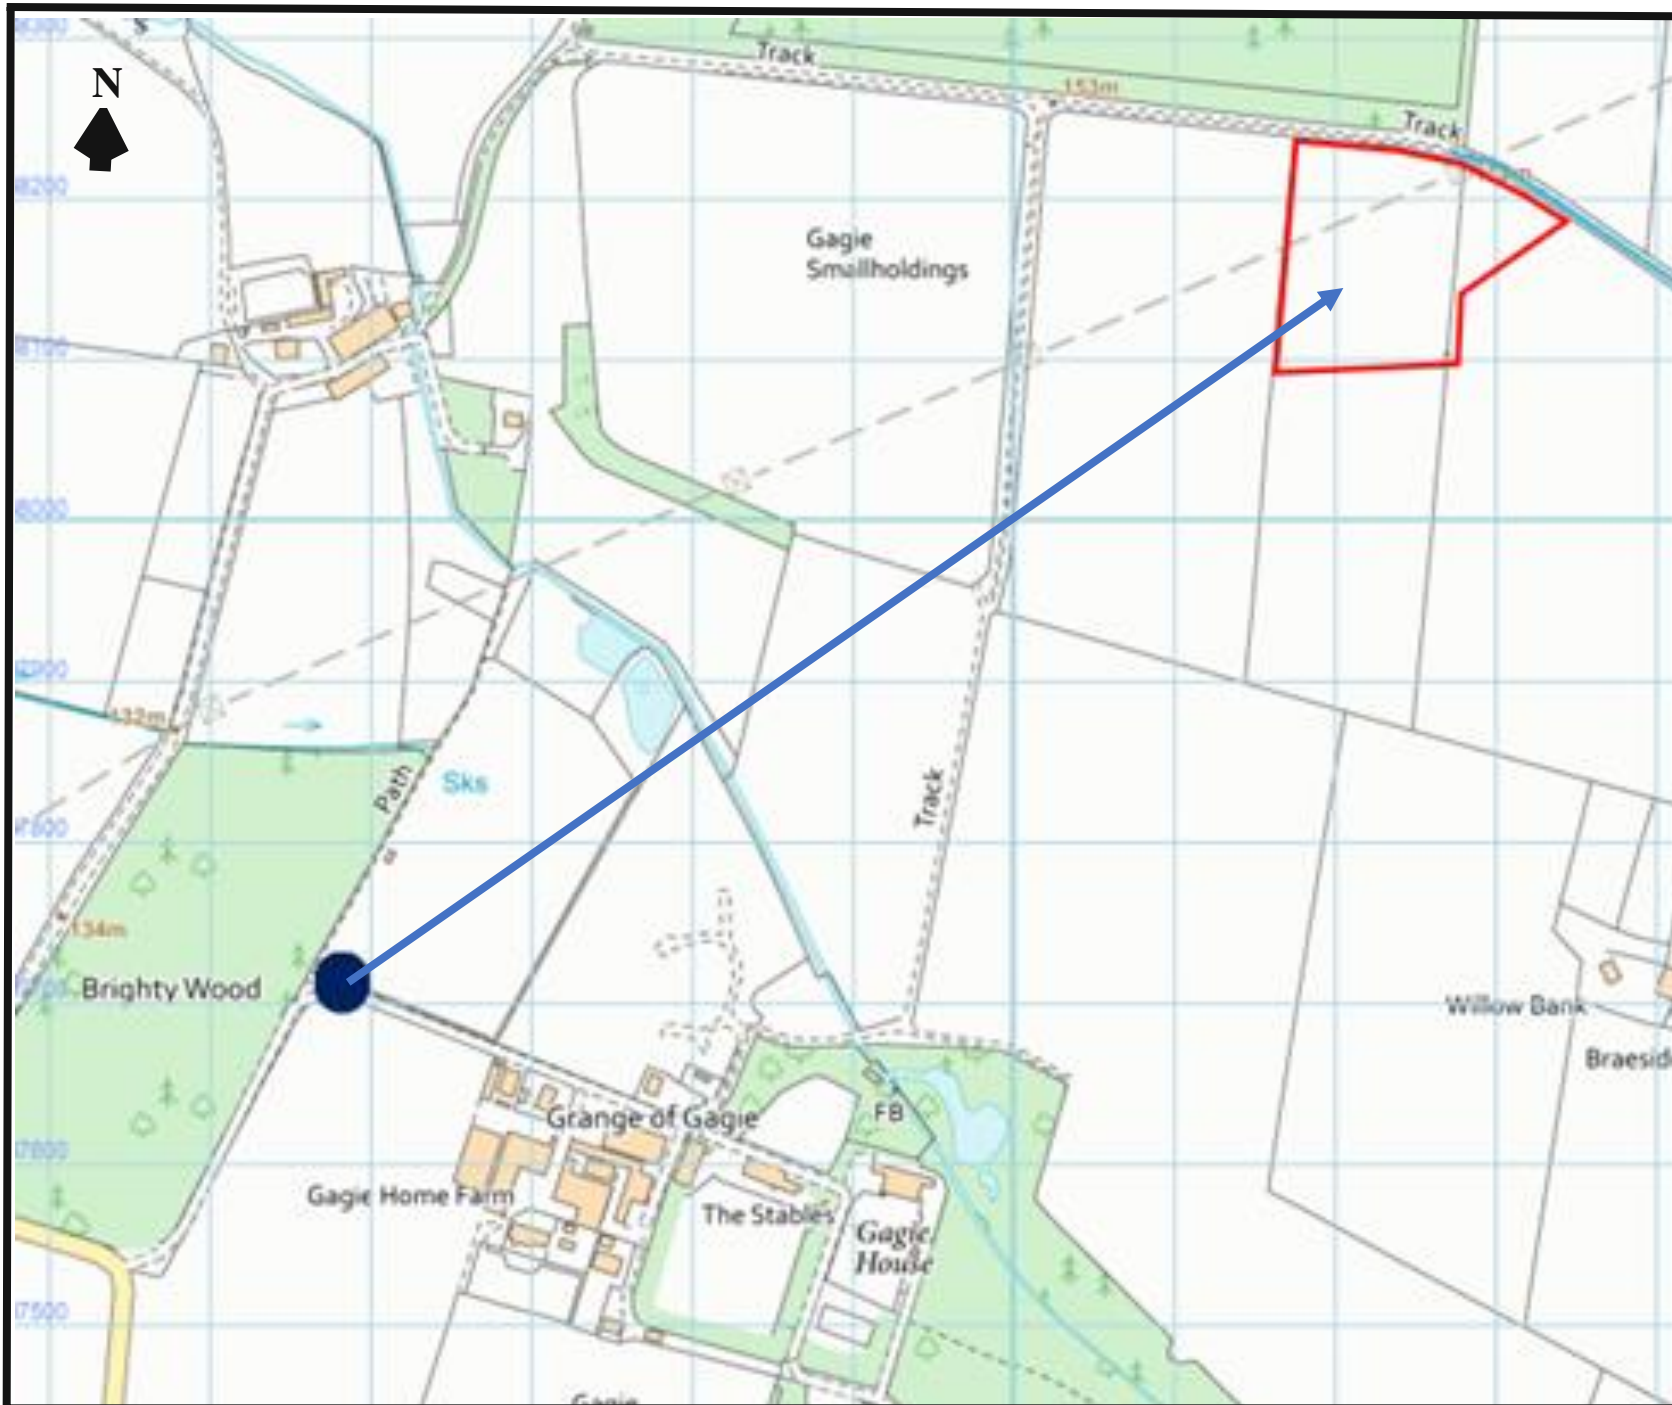 N
Track
153m
Track
Gagie
Smallholdings
132m
Path
Sks
Track
134m
Brighty Wood
Willow Bank
Braesid
Grange of Gagie
FB
Gagie Home Farm
The Stables
Gagie
House
Gagie